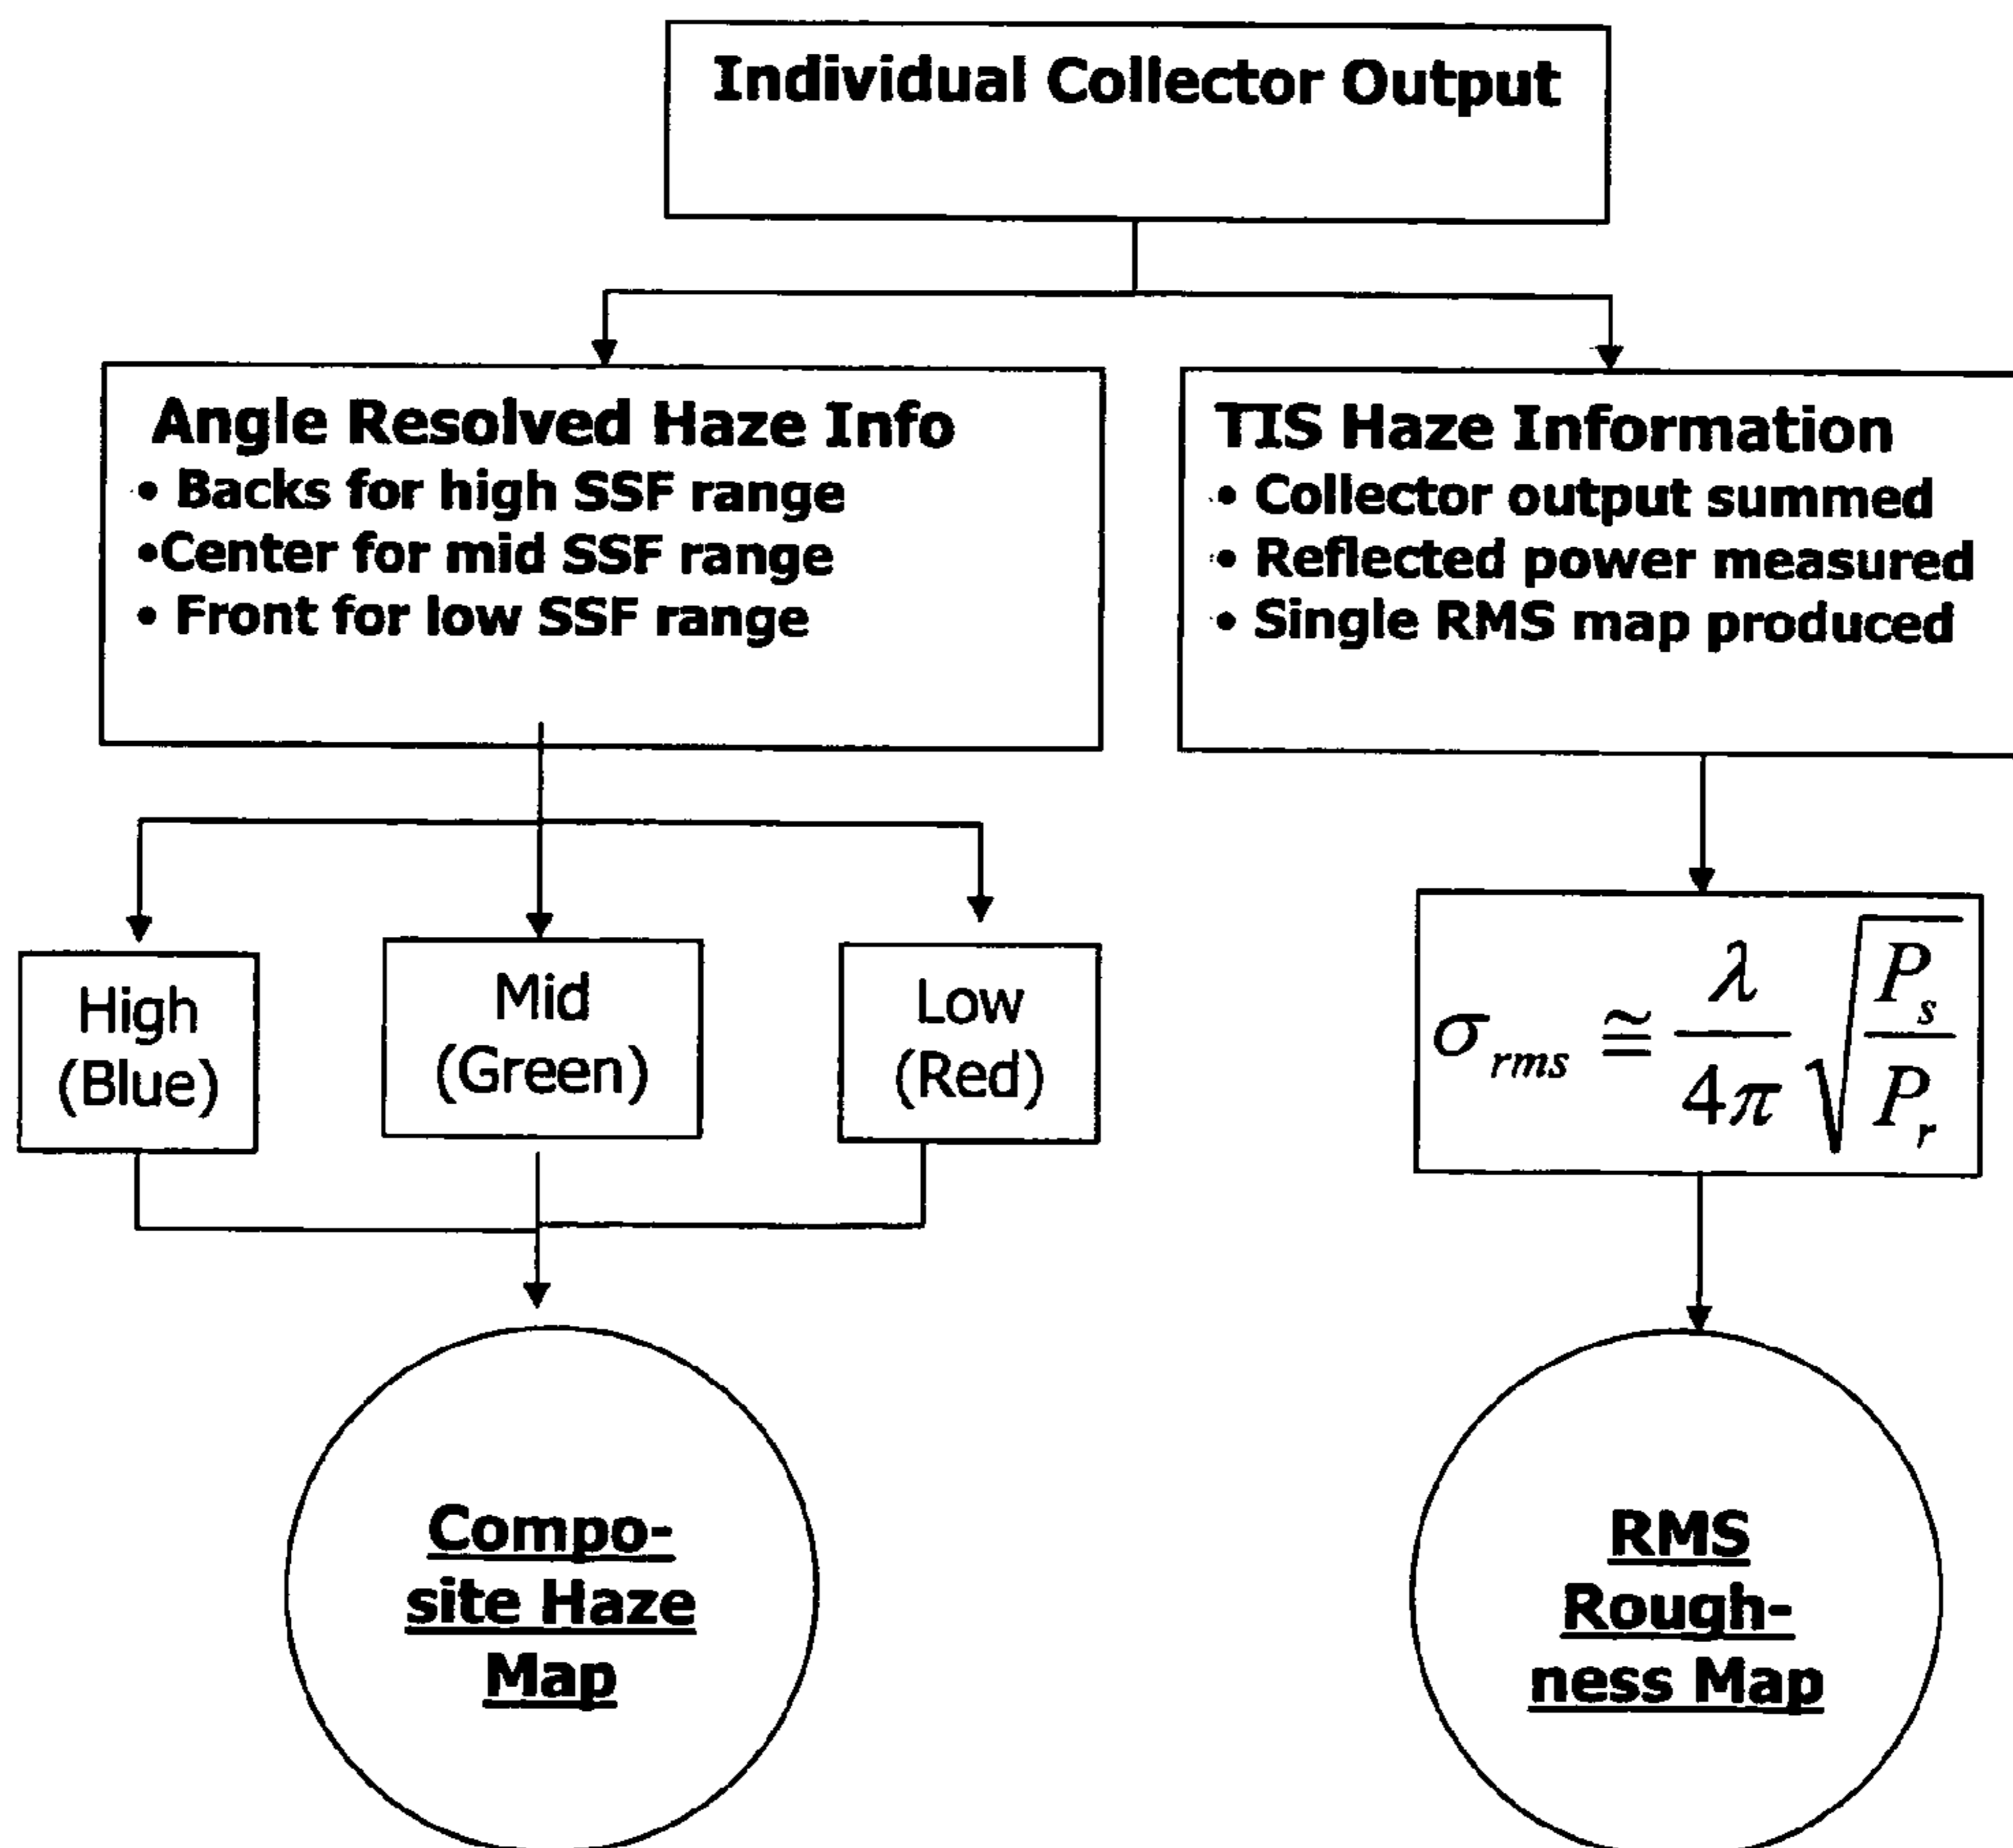 Individual Collector Output
Angle Resolved Haze Info
• Backs for high SSF range
•Center for mid SSF range
• Front for low SSF range
TIS Haze Information
• Collector output summed
• Reflected power measured
• Single RMS map produced
High
(Blue)
Mid
(Green)
Low
(Red)
σrms ≅ λ/4π √Ps/Pr
Compo-
site Haze
Map
RMS
Rough-
ness Map